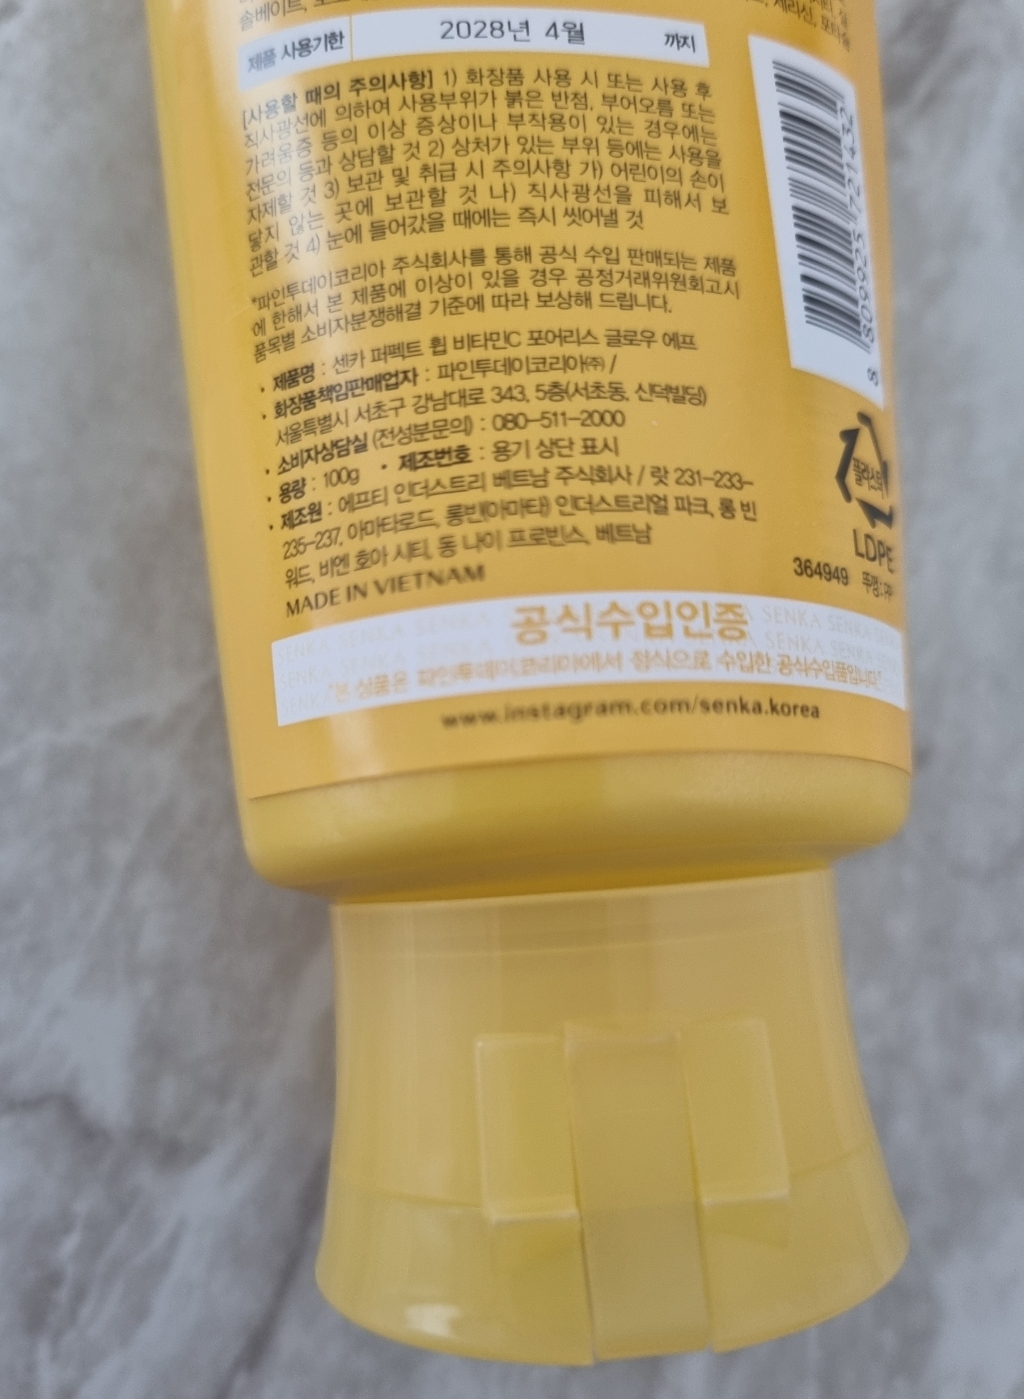 솔베이트,
제품 사용기한 2028년 4월 까지
[사용할 때의 주의사항] 1) 화장품 사용 시 또는 사용 후
직사광선에 의하여 사용부위가 붉은 반점, 부어오름 또는
가려움증 등의 이상 증상이나 부작용이 있는 경우에는
전문의 등과 상담할 것 2) 상처가 있는 부위 등에는 사용을
자제할 것 3) 보관 및 취급 시 주의사항 가) 어린이의 손이
닿지 않는 곳에 보관할 것 나) 직사광선을 피해서 보
관할 것 4) 눈에 들어갔을 때에는 즉시 씻어낼 것
*파인투데이코리아 주식회사를 통해 공식 수입 판매되는 제품
에 한해서 본 제품에 이상이 있을 경우 공정거래위원회고시
품목별 소비자분쟁해결 기준에 따라 보상해 드립니다.
· 제품명 : 센카 퍼펙트 휩 비타민C 포어리스 글로우 에프
· 화장품책임판매업자 : 파인투데이코리아㈜ /
서울특별시 서초구 강남대로 343, 5층(서초동, 신덕빌딩)
· 소비자상담실 (전성분문의) : 080-511-2000
· 용량 : 100g · 제조번호 : 용기 상단 표시
· 제조원 : 에프티 인더스트리 베트남 주식회사 / 랏 231-233-
235-237, 아마타로드, 롱빈(아마타) 인더스트리얼 파크, 롱 빈
워드, 비엔 호아 시티, 동 나이 프로빈스, 베트남
MADE IN VIETNAM
809925 721432
플라스틱
LDPE
364949 뚜껑:PP
공식수입인증
SENKA SENKA SENKA
"본 상품은 파인투데이코리아에서 정식으로 수입한 공식수입품입니다."
www.instagram.com/senka.korea